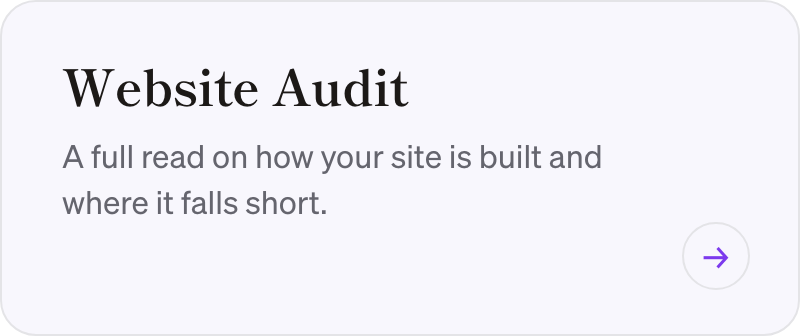 Website Audit
A full read on how your site is built and
where it falls short.